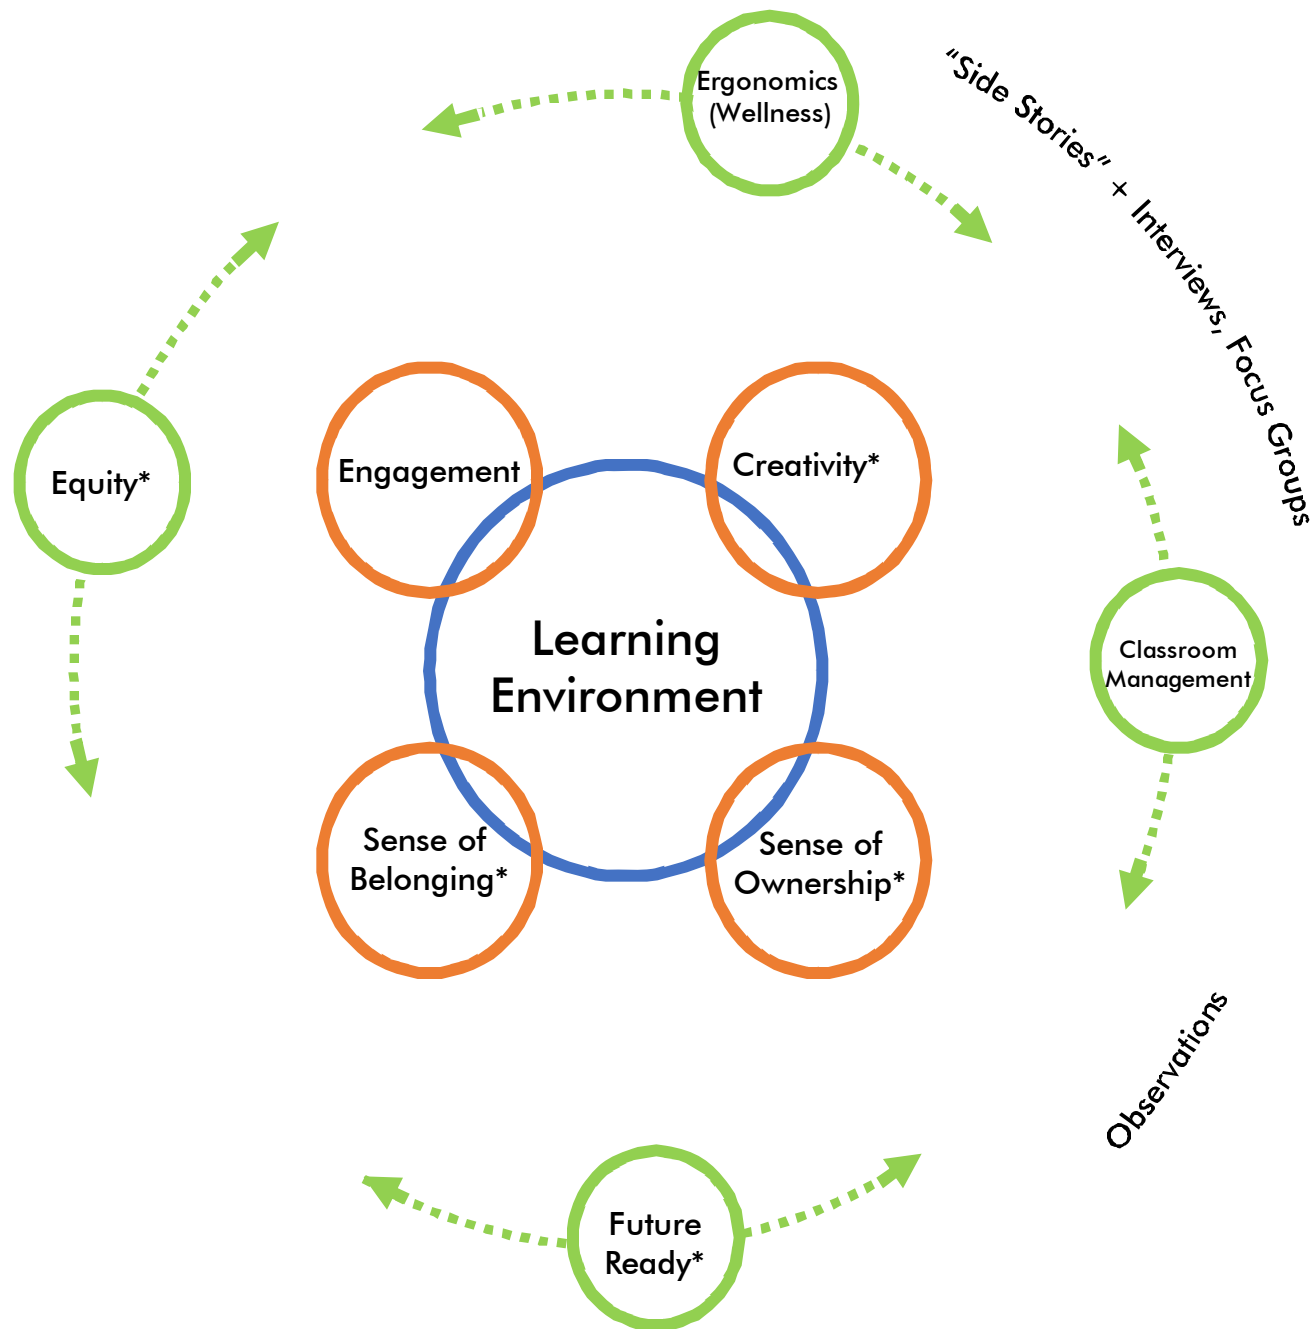 Ergonomics
(Wellness)
“Side Stories” + Interviews, Focus Groups
Equity*
Engagement
Creativity*
Learning
Environment
Classroom
Management
Sense of
Belonging*
Sense of
Ownership*
Observations
Future
Ready*